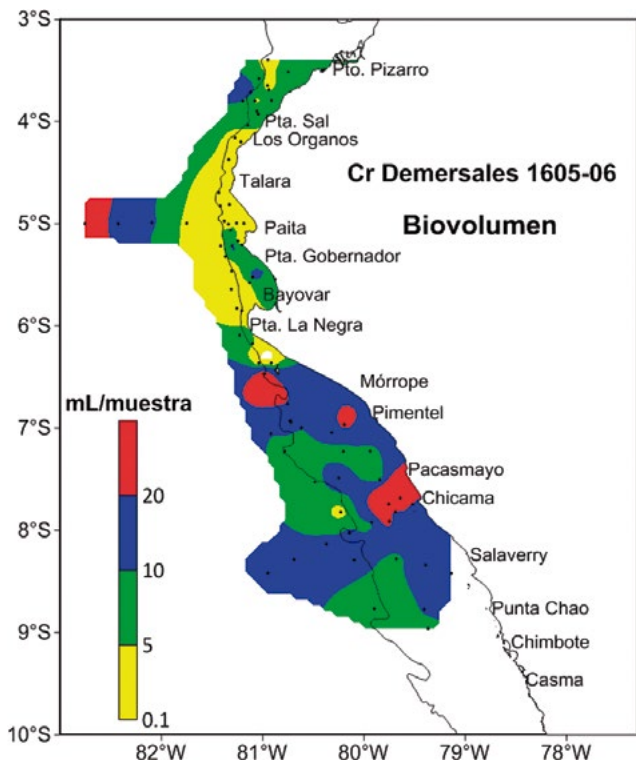 3°S
Pto. Pizarro
4°S
Pta. Sal
Los Organos
Cr Demersales 1605-06
Talara
5°S
Paita
Biovolumen
Pta. Gobernador
Bayovar
6°S
Pta. La Negra
Mórrope
mL/muestra
7°S
Pimentel
Pacasmayo
20
Chicama
8°S
Salaverry
10
Punta Chao
9°S
Chimbote
5
Casma
0.1
10°S
82°W
81°W
80°W
79°W
78°W